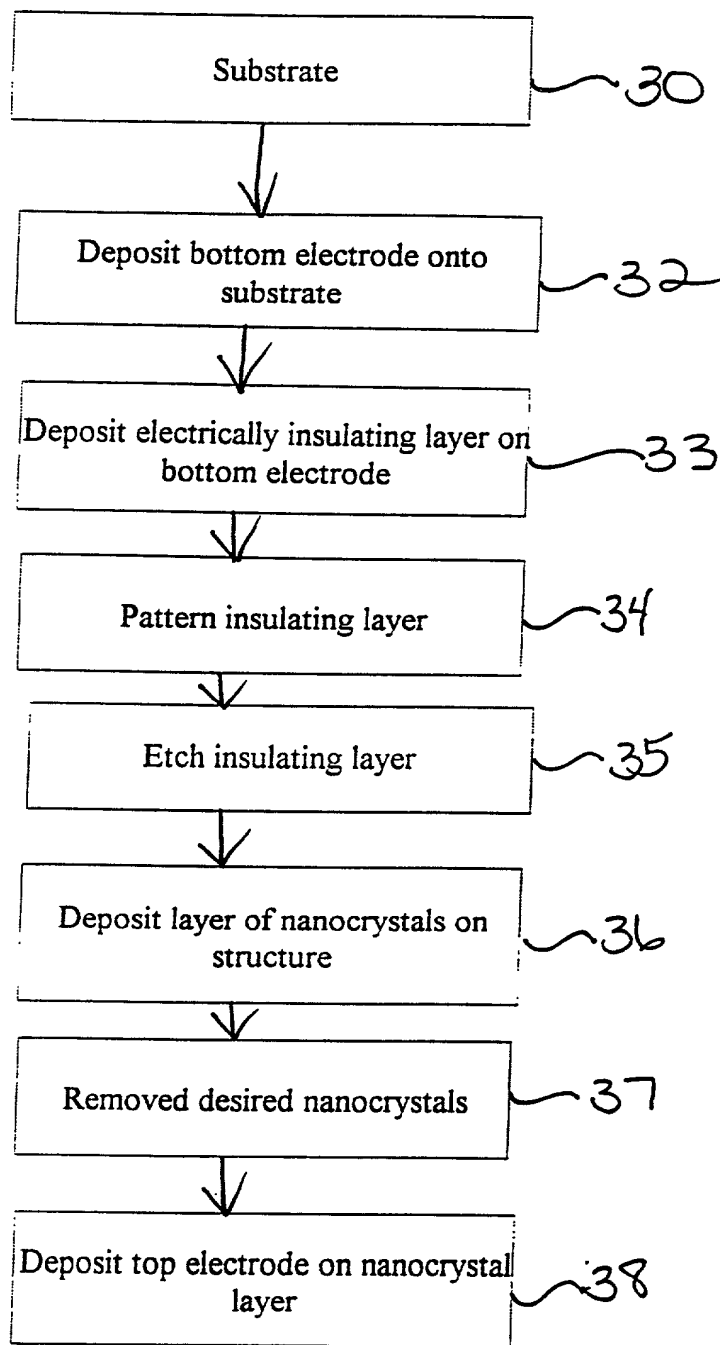 Substrate
30
Deposit bottom electrode onto
substrate
32
Deposit electrically insulating layer on
bottom electrode
33
Pattern insulating layer
34
Etch insulating layer
35
Deposit layer of nanocrystals on
structure
36
Removed desired nanocrystals
37
Deposit top electrode on nanocrystal
layer
38